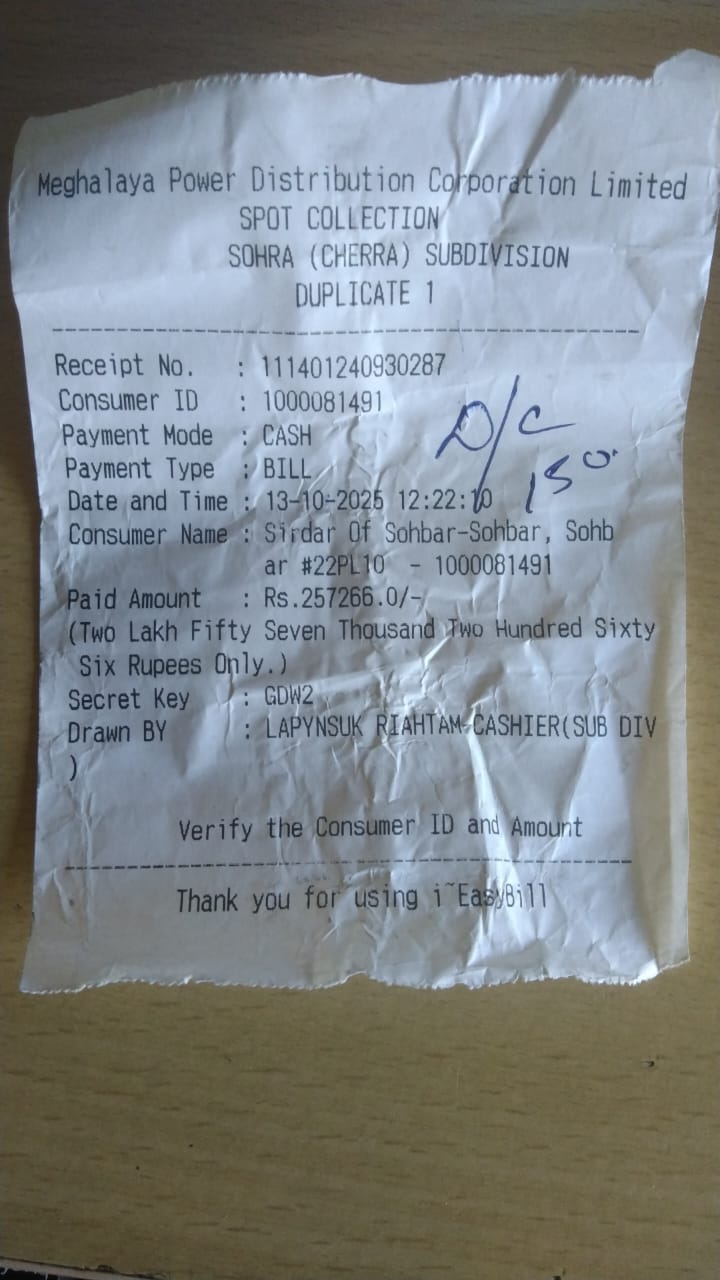 Meghalaya Power Distribution Corporation Limited
SPOT COLLECTION
SOHRA (CHERRA) SUBDIVISION
DUPLICATE 1
Receipt No. : 111401240930287
Consumer ID : 1000081491
Payment Mode : CASH
Payment Type : BILL
D/C
150.
Date and Time : 13-10-2025 12:22:10
Consumer Name : Sirdar Of Sohbar-Sohbar, Sohb
ar #22PL10 - 1000081491
Paid Amount : Rs.257266.0/-
(Two Lakh Fifty Seven Thousand Two Hundred Sixty
Six Rupees Only.)
Secret Key : GDW2
Drawn BY : LAPYNSUK RIAHTAM-CASHIER(SUB DIV
)
Verify the Consumer ID and Amount
Thank you for using i~EasyBill